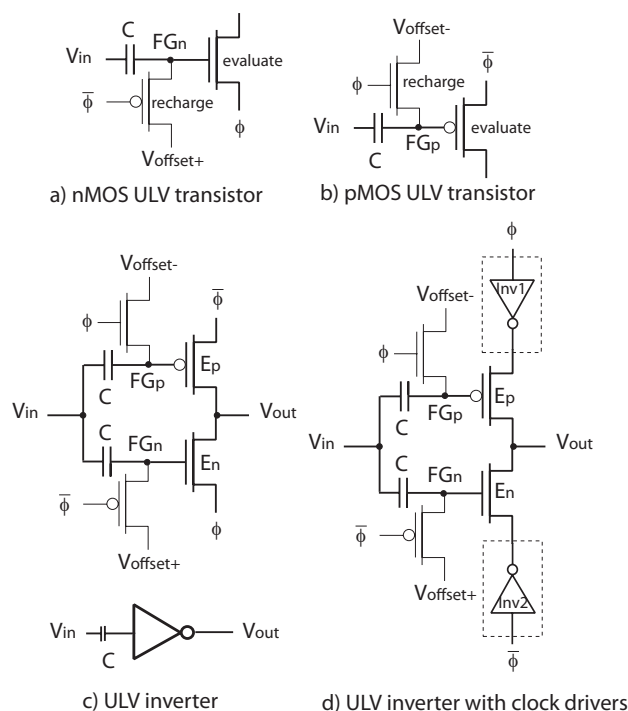 Vin
C
FGn
evaluate
φ̅
recharge
φ
Voffset+
a) nMOS ULV transistor
Voffset-
φ̅
φ
Vin
C
FGp
evaluate
b) pMOS ULV transistor
Voffset-
φ̅
φ
Ep
C
FGp
Vin
Vout
C
FGn
En
φ̅
φ
Voffset+
Vin
C
Vout
c) ULV inverter
φ
Inv1
Voffset-
φ
Ep
C
FGp
Vin
Vout
C
FGn
En
φ̅
Voffset+
Inv2
φ̅
d) ULV inverter with clock drivers